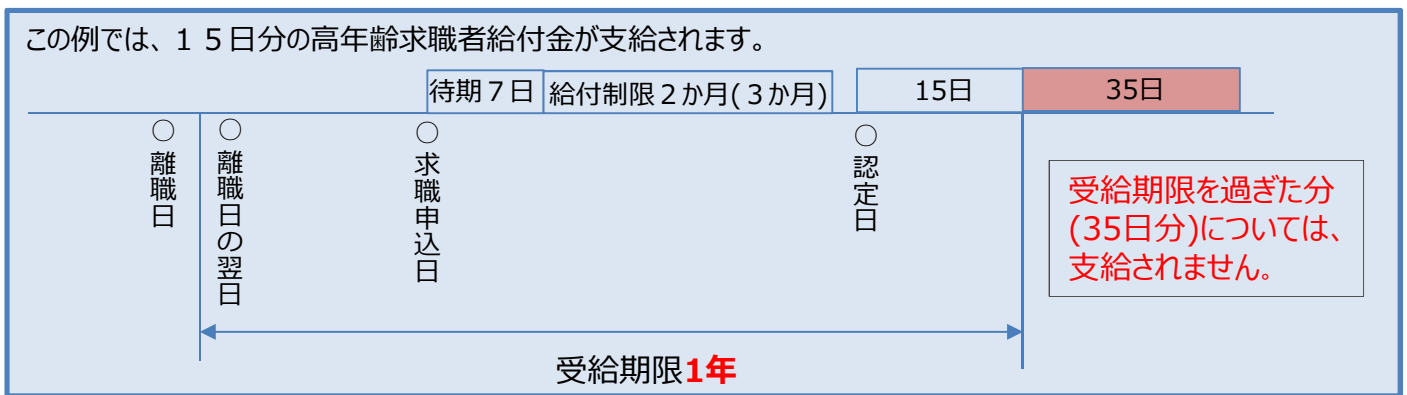 この例では、１５日分の高年齢求職者給付金が支給されます。
待期７日
給付制限２か月(３か月)
15日
35日
○離職日
○離職日の翌日
○求職申込日
○認定日
受給期限を過ぎた分
(35日分)については、
支給されません。
受給期限1年